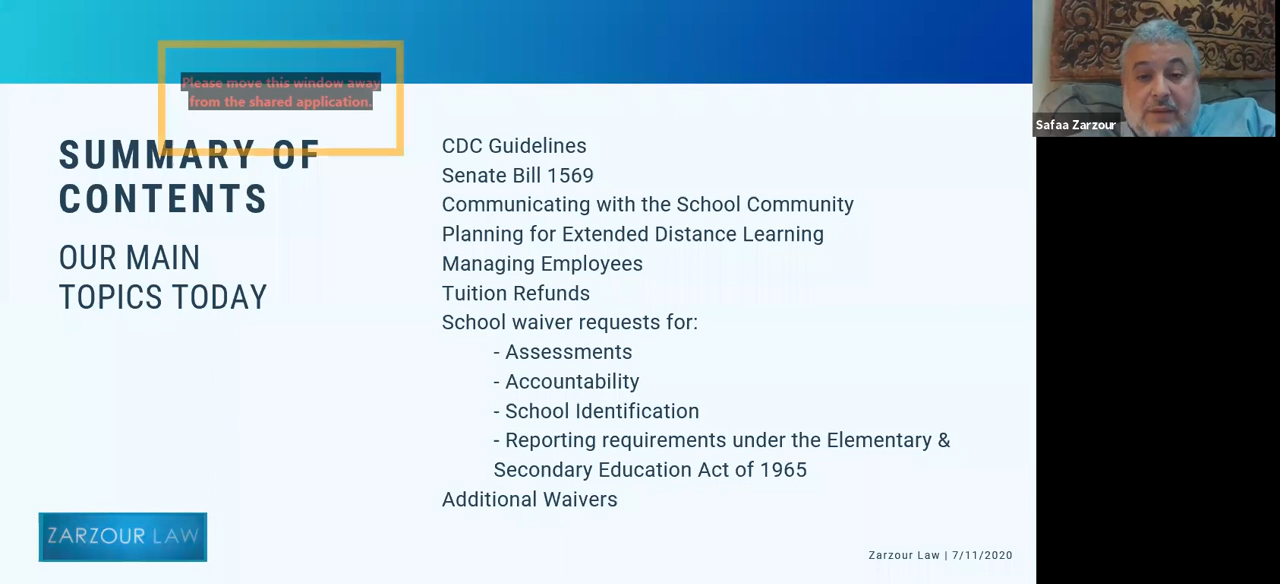 Please move this window away
from the shared application.
SUMMARY OF
CONTENTS
OUR MAIN
TOPICS TODAY
CDC Guidelines
Senate Bill 1569
Communicating with the School Community
Planning for Extended Distance Learning
Managing Employees
Tuition Refunds
School waiver requests for:
- Assessments
- Accountability
- School Identification
- Reporting requirements under the Elementary &
Secondary Education Act of 1965
Additional Waivers
ZARZOUR LAW
Zarzour Law | 7/11/2020
Safaa Zarzour